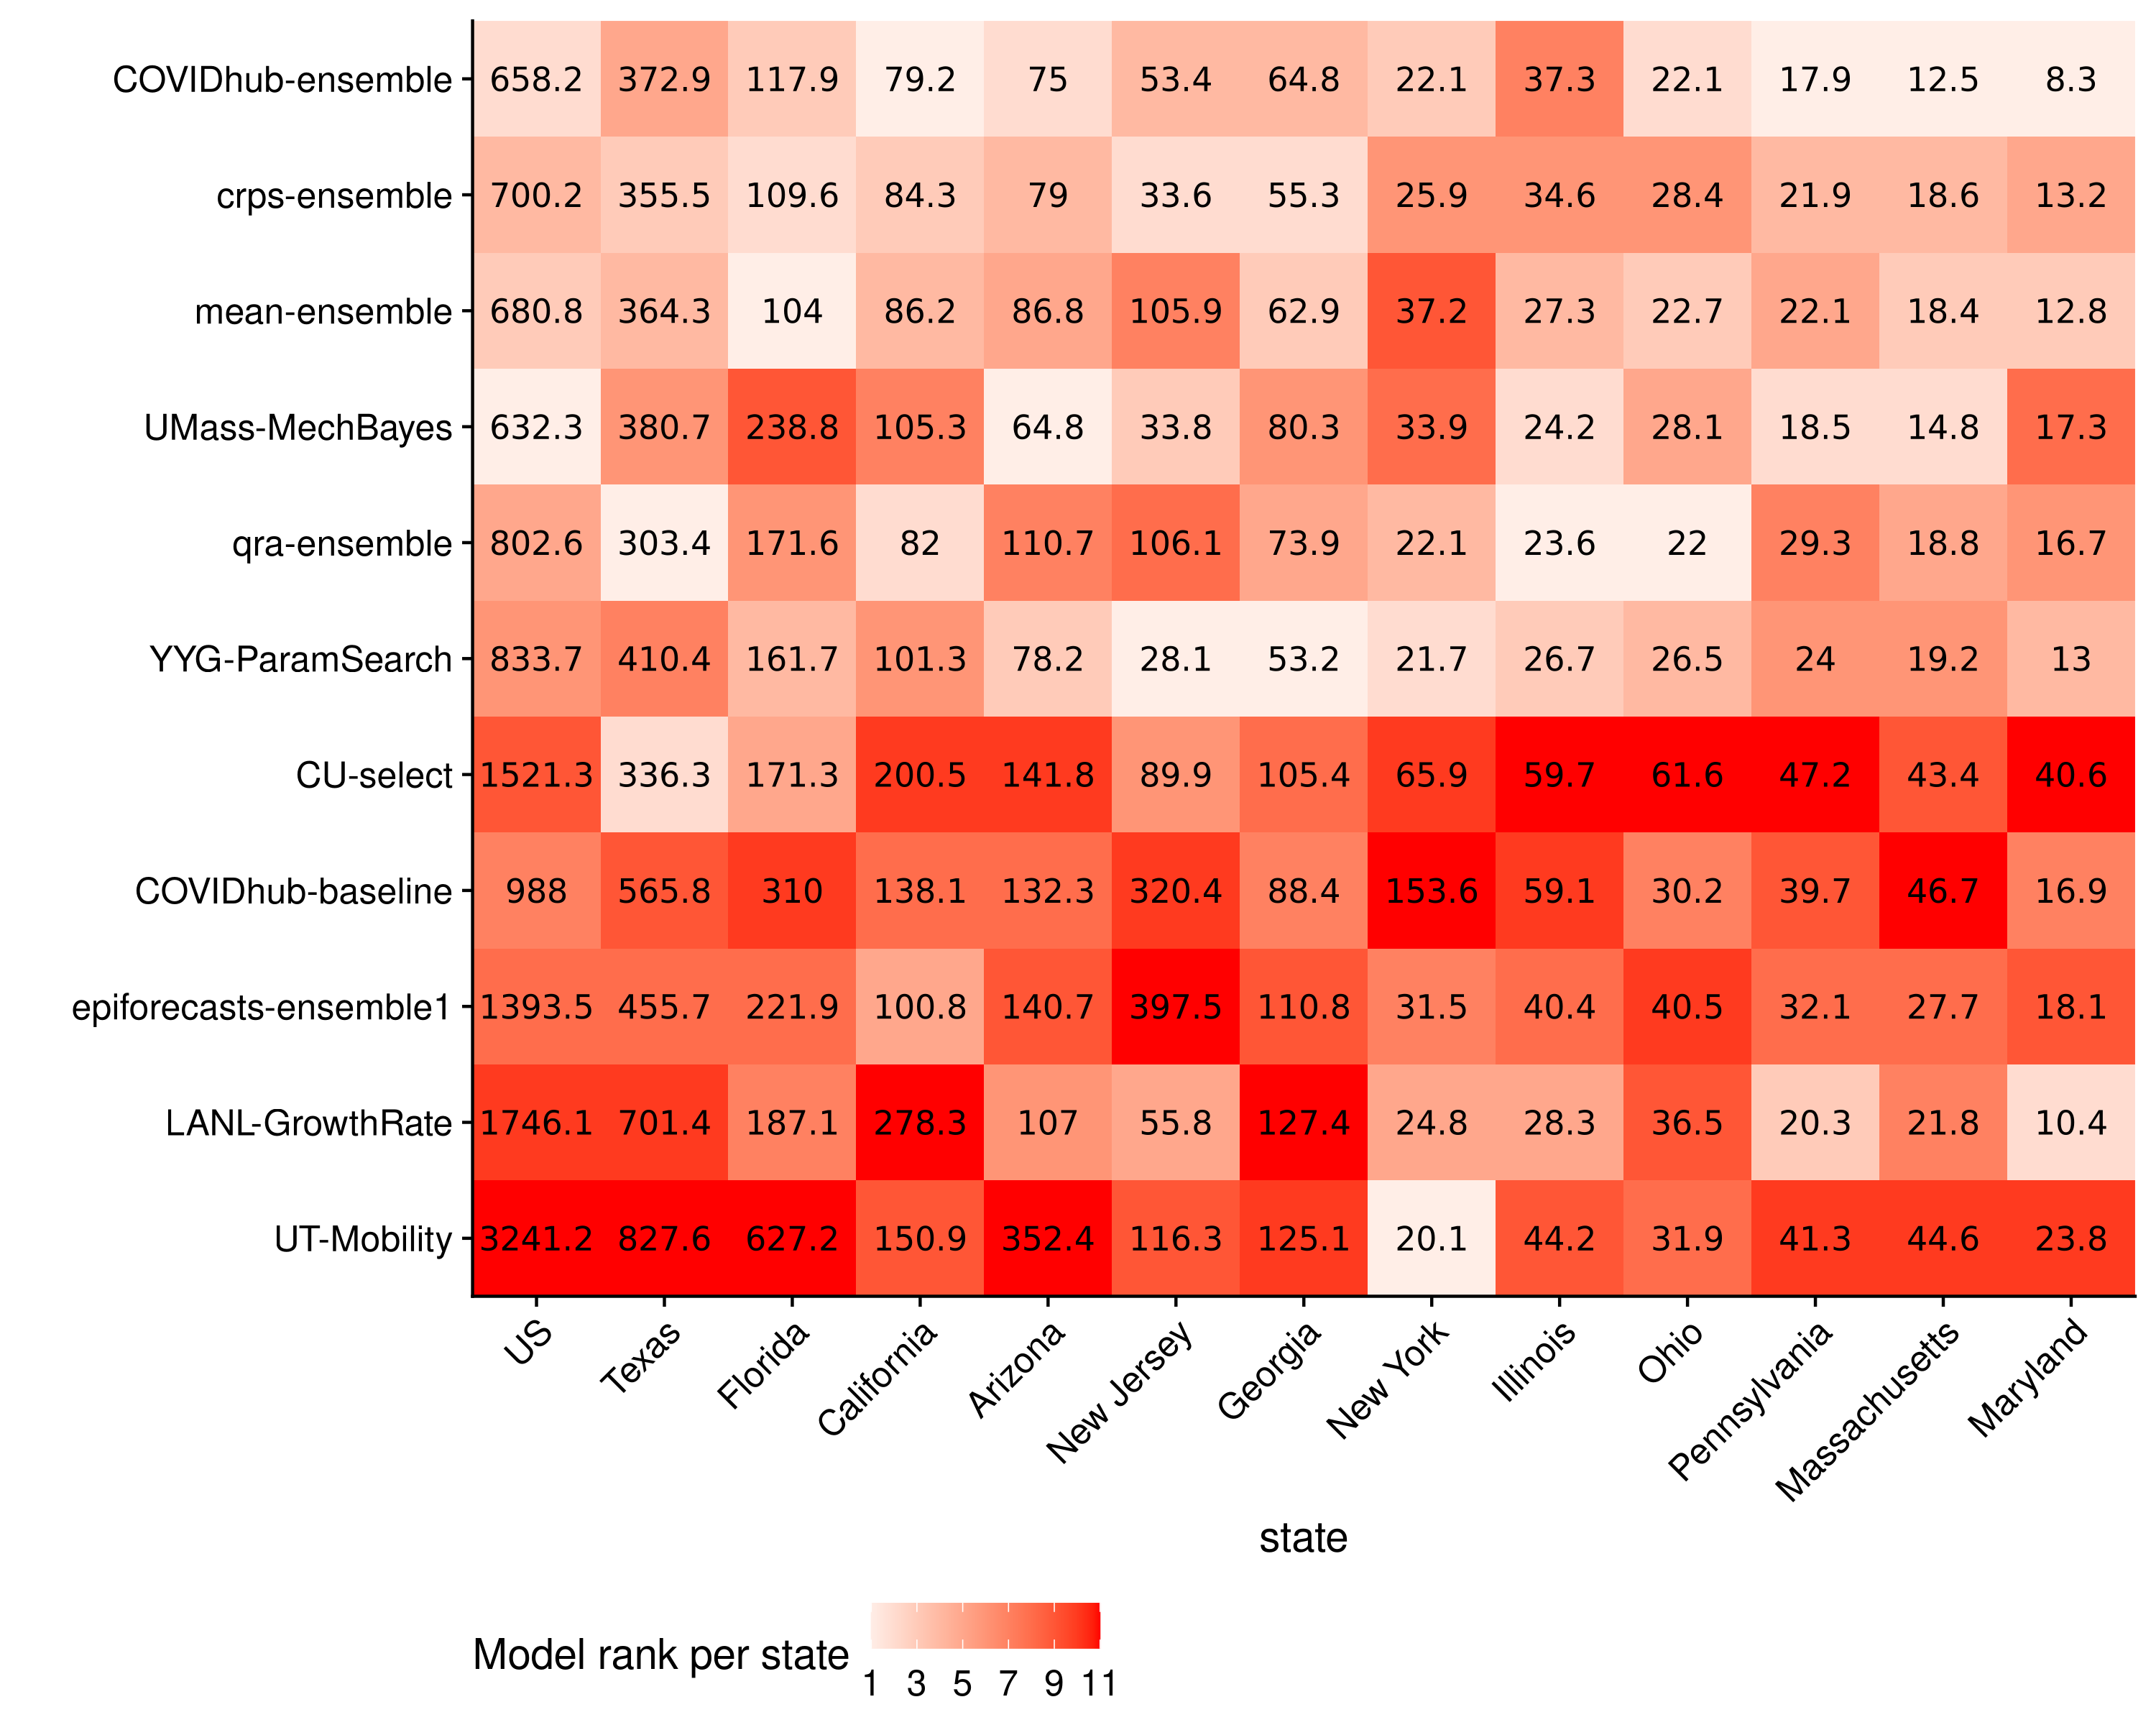 COVIDhub-ensemble 658.2 372.9 117.9 79.2 75 53.4 64.8 22.1 37.3 22.1 17.9 12.5 8.3
crps-ensemble 700.2 355.5 109.6 84.3 79 33.6 55.3 25.9 34.6 28.4 21.9 18.6 13.2
mean-ensemble 680.8 364.3 104 86.2 86.8 105.9 62.9 37.2 27.3 22.7 22.1 18.4 12.8
UMass-MechBayes 632.3 380.7 238.8 105.3 64.8 33.8 80.3 33.9 24.2 28.1 18.5 14.8 17.3
qra-ensemble 802.6 303.4 171.6 82 110.7 106.1 73.9 22.1 23.6 22 29.3 18.8 16.7
YYG-ParamSearch 833.7 410.4 161.7 101.3 78.2 28.1 53.2 21.7 26.7 26.5 24 19.2 13
CU-select 1521.3 336.3 171.3 200.5 141.8 89.9 105.4 65.9 59.7 61.6 47.2 43.4 40.6
COVIDhub-baseline 988 565.8 310 138.1 132.3 320.4 88.4 153.6 59.1 30.2 39.7 46.7 16.9
epiforecasts-ensemble1 1393.5 455.7 221.9 100.8 140.7 397.5 110.8 31.5 40.4 40.5 32.1 27.7 18.1
LANL-GrowthRate 1746.1 701.4 187.1 278.3 107 55.8 127.4 24.8 28.3 36.5 20.3 21.8 10.4
UT-Mobility 3241.2 827.6 627.2 150.9 352.4 116.3 125.1 20.1 44.2 31.9 41.3 44.6 23.8
US Texas Florida California Arizona New Jersey Georgia New York Illinois Ohio Pennsylvania Massachusetts Maryland
state
Model rank per state
1 3 5 7 9 11